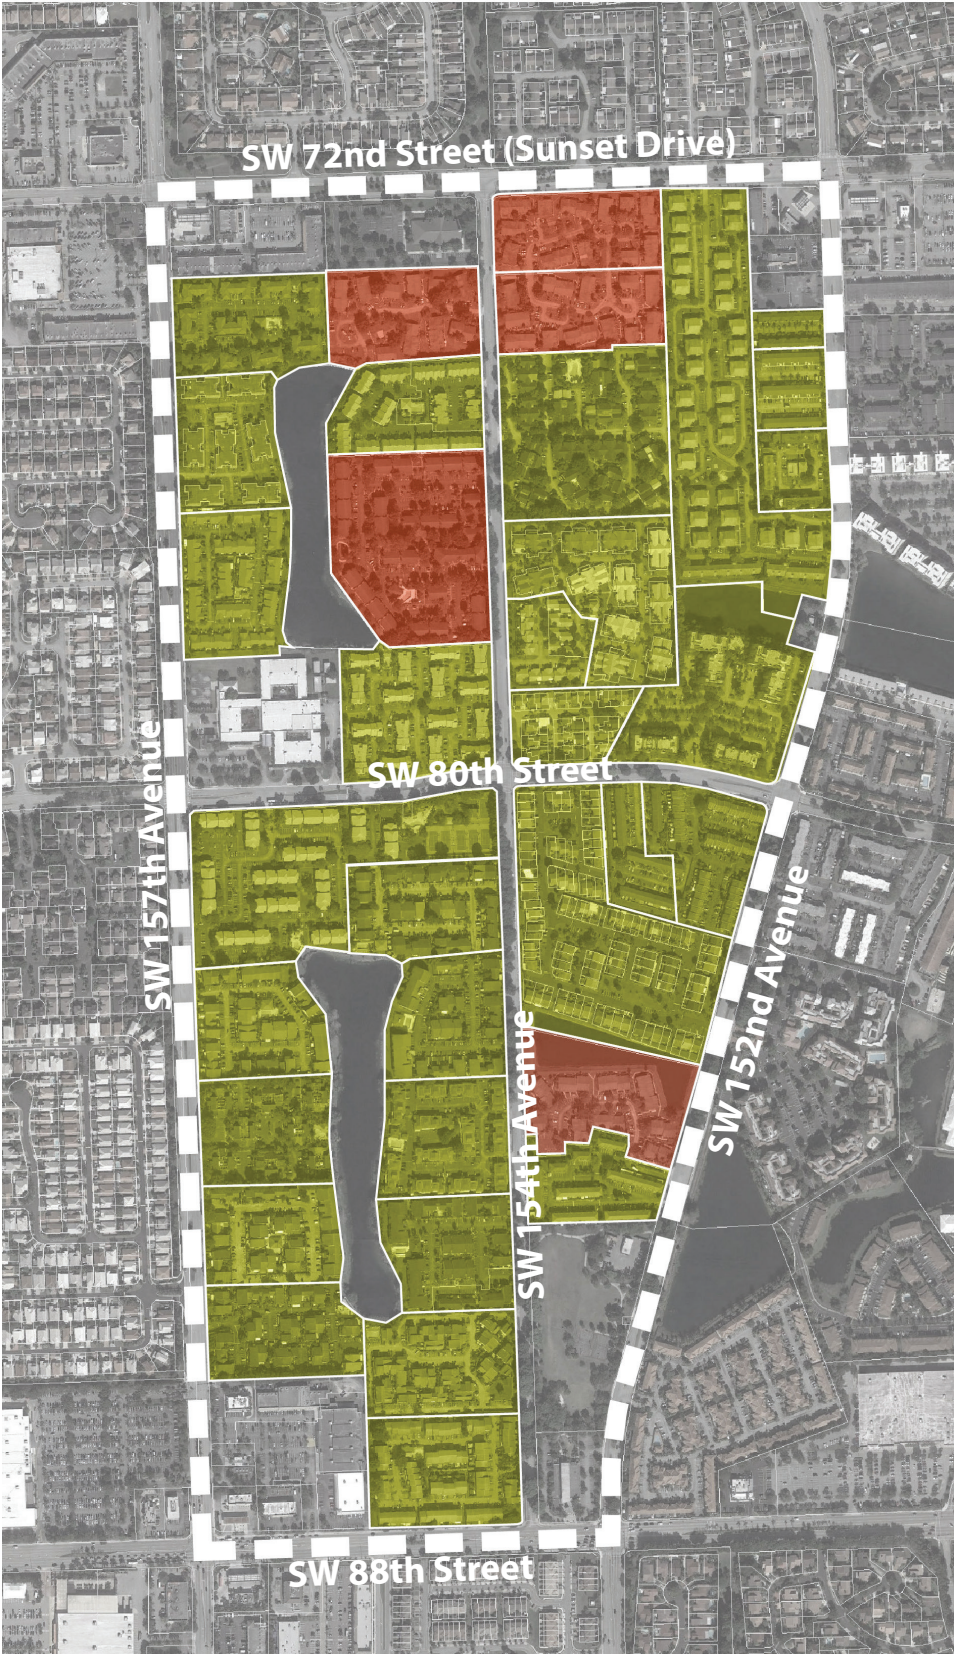 SW 72nd Street (Sunset Drive)
SW 80th Street
SW 157th Avenue
SW 152nd Avenue
SW 154th Avenue
SW 88th Street